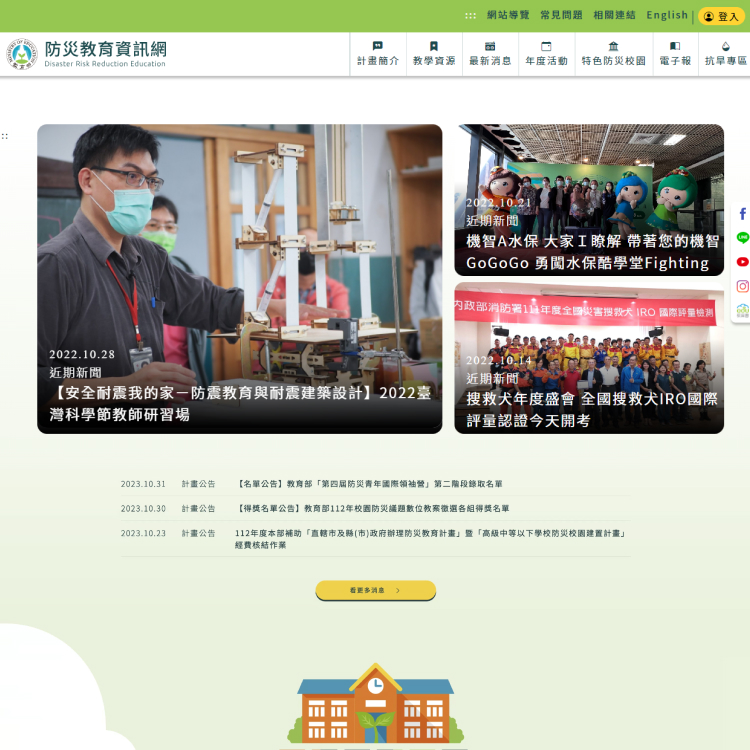 ::: 網站導覽 常見問題 相關連結 English 登入
防災教育資訊網
Disaster Risk Reduction Education
計畫簡介 教學資源 最新消息 年度活動 特色防災校園 電子報 抗旱專區
2022.10.28
近期新聞
【安全耐震我的家－防震教育與耐震建築設計】2022臺
灣科學節教師研習場
2022.10.21
近期新聞
機智A水保 大家Ｉ瞭解 帶著您的機智
GoGoGo 勇闖水保酷學堂Fighting
內政部消防署111年度全國災害搜救犬 IRO 國際評量檢測
2022.10.14
近期新聞
搜救犬年度盛會 全國搜救犬IRO國際
評量認證今天開考
2023.10.31 計畫公告 【名單公告】教育部「第四屆防災青年國際領袖營」第二階段錄取名單
2023.10.30 計畫公告 【得獎名單公告】教育部112年校園防災議題數位教案徵選各組得獎名單
2023.10.23 計畫公告 112年度本部補助「直轄市及縣(市)政府辦理防災教育計畫」暨「高級中等以下學校防災校園建置計畫」
經費核結作業
看更多消息